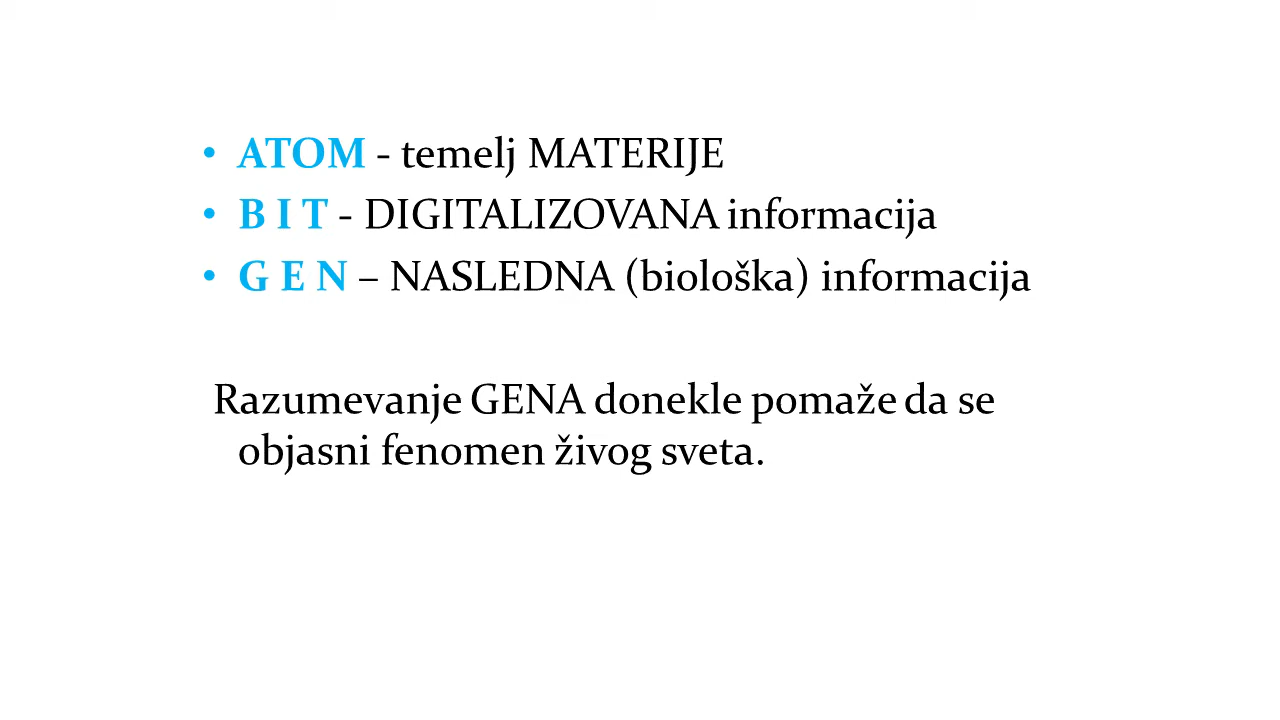 • ATOM - temelj MATERIJE
• B I T - DIGITALIZOVANA informacija
• G E N – NASLEDNA (biološka) informacija
Razumevanje GENA donekle pomaže da se
objasni fenomen živog sveta.